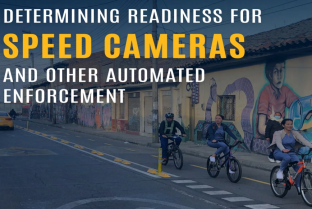 DETERMINING READINESS FOR
SPEED CAMERAS
AND OTHER AUTOMATED
ENFORCEMENT